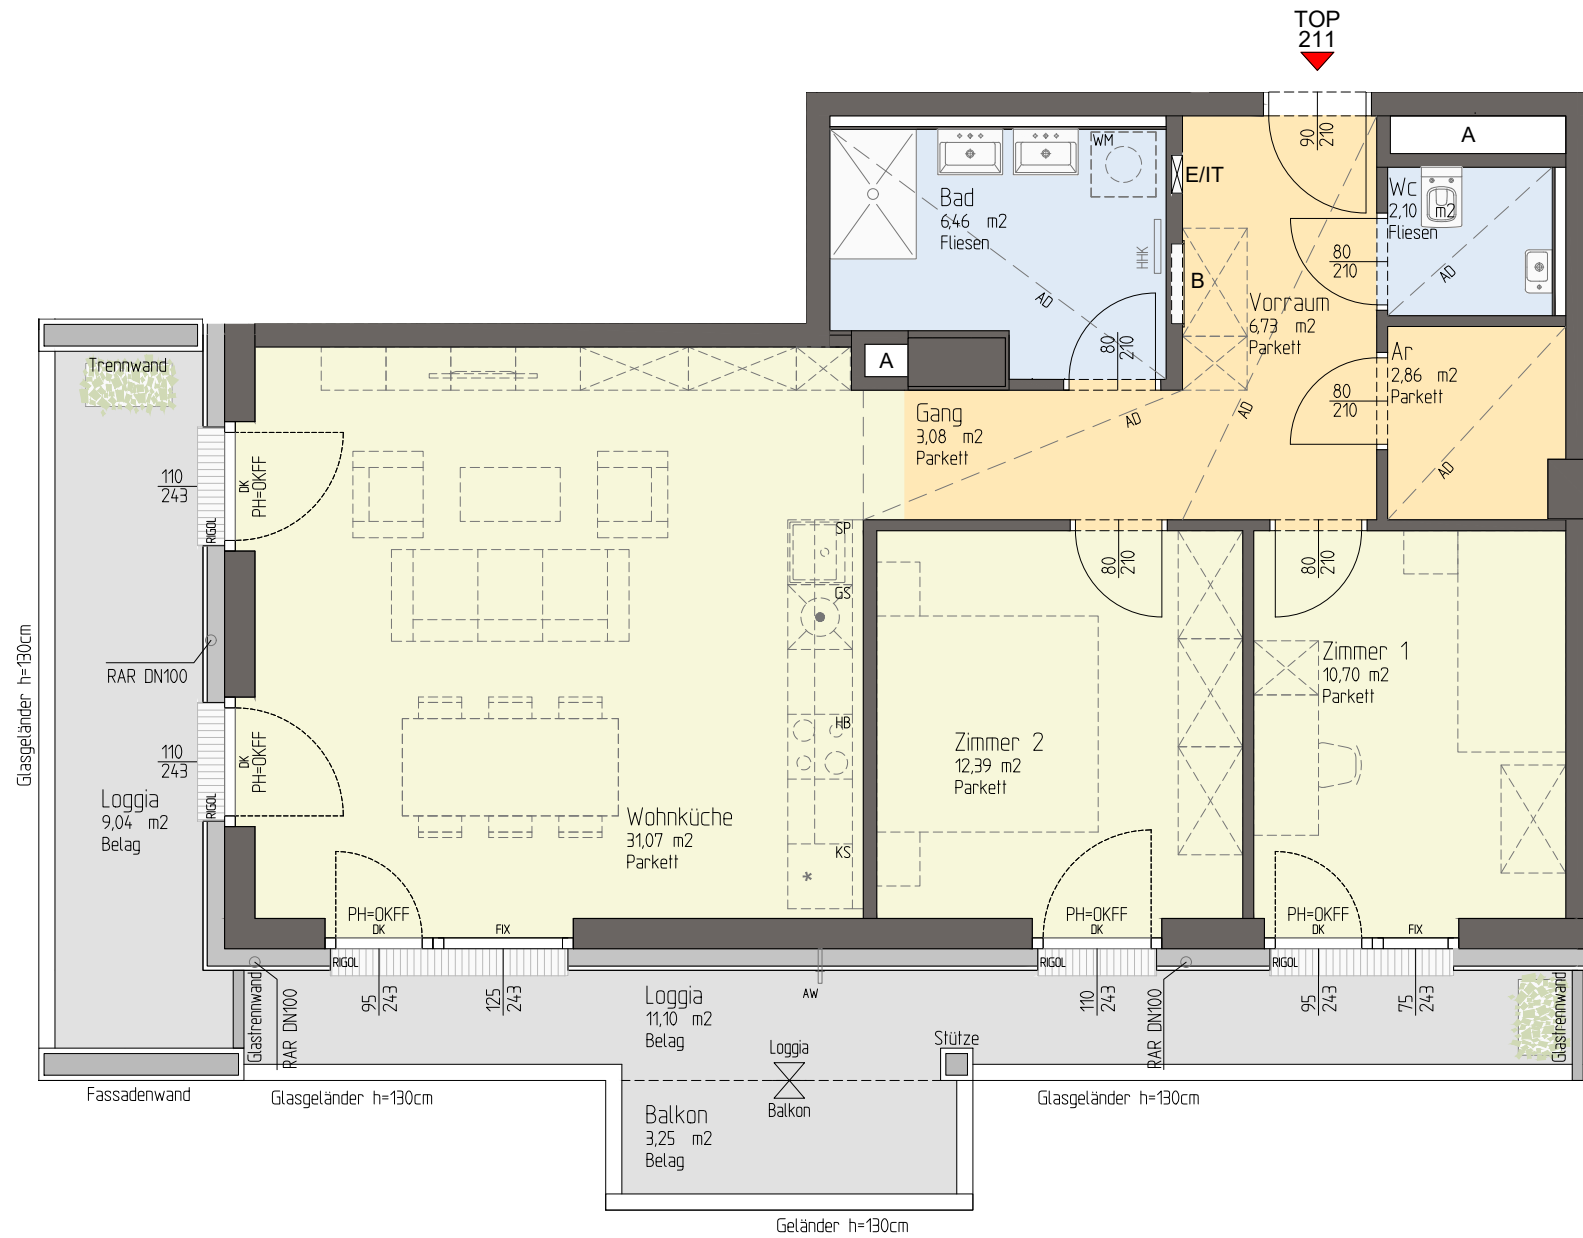 TOP
211
90
210
A
WM
E/IT
Bad
6,46 m2
Fliesen
HHK
AD
B
Wc
2,10 m2
Fliesen
AD
80
210
Vorraum
6,73 m2
Parkett
80
210
A
Ar
2,86 m2
Parkett
80
210
AD
Gang
3,08 m2
Parkett
AD
AD
Trennwand
110
243
DK
PH=OKFF
RIGOL
RAR DN100
Glasgeländer h=130cm
110
243
DK
PH=OKFF
RIGOL
Loggia
9,04 m2
Belag
SP
GS
HB
KS
*
Wohnküche
31,07 m2
Parkett
80
210
80
210
Zimmer 2
12,39 m2
Parkett
Zimmer 1
10,70 m2
Parkett
PH=OKFF
DK
FIX
PH=OKFF
DK
PH=OKFF
DK
FIX
RIGOL
RIGOL
RIGOL
Glastrennwand
RAR DN100
95
243
125
243
AW
110
243
RAR DN100
95
243
75
243
Glastrennwand
Loggia
11,10 m2
Belag
Stütze
Loggia
Balkon
Fassadenwand
Glasgeländer h=130cm
Glasgeländer h=130cm
Balkon
3,25 m2
Belag
Geländer h=130cm